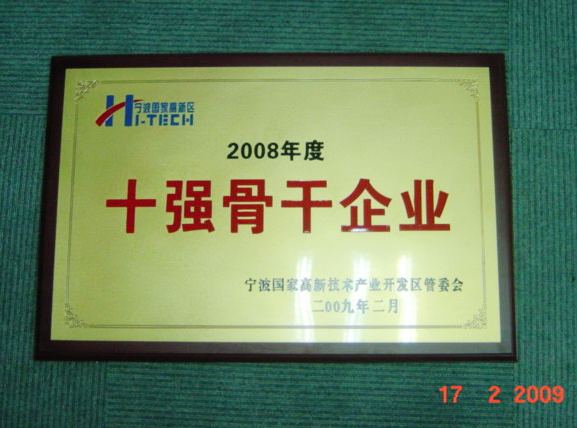 宁波国家高新区
HI-TECH
2008年度
十强骨干企业
宁波国家高新技术产业开发区管委会
二00九年二月
17 2 2009